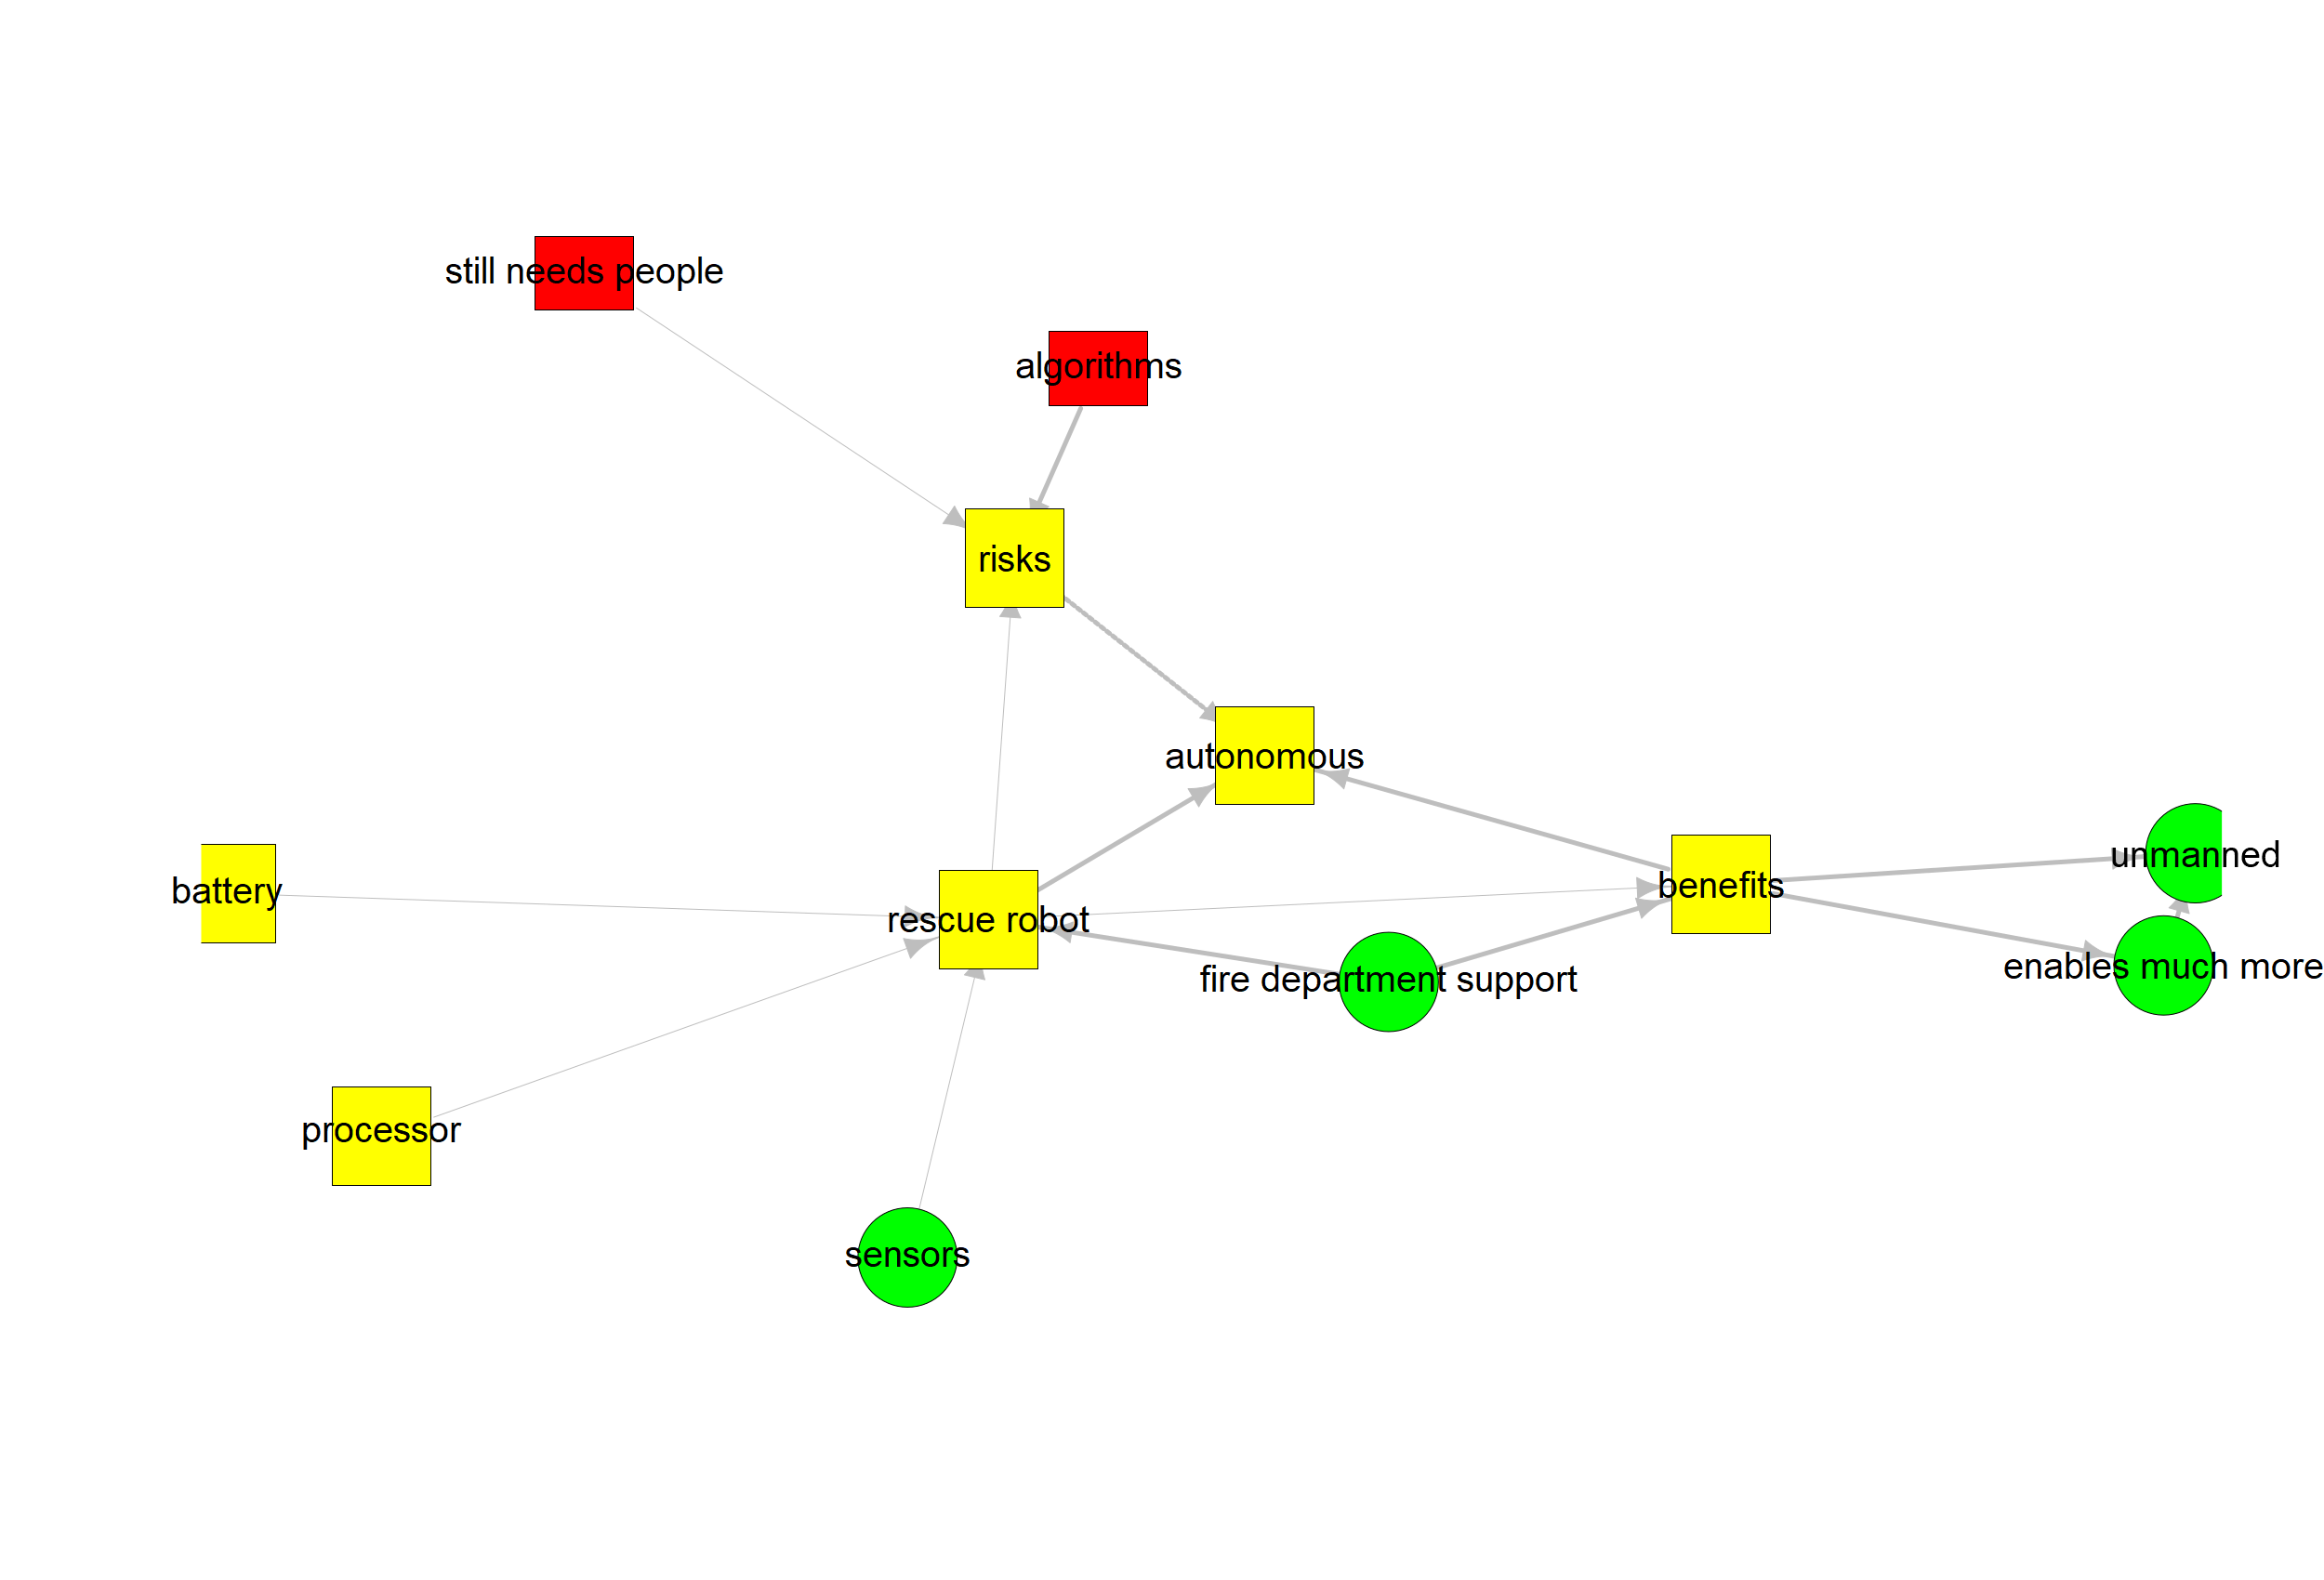 still needs people
algorithms
risks
autonomous
unmanned
battery
benefits
rescue robot
enables much more
fire department support
processor
sensors